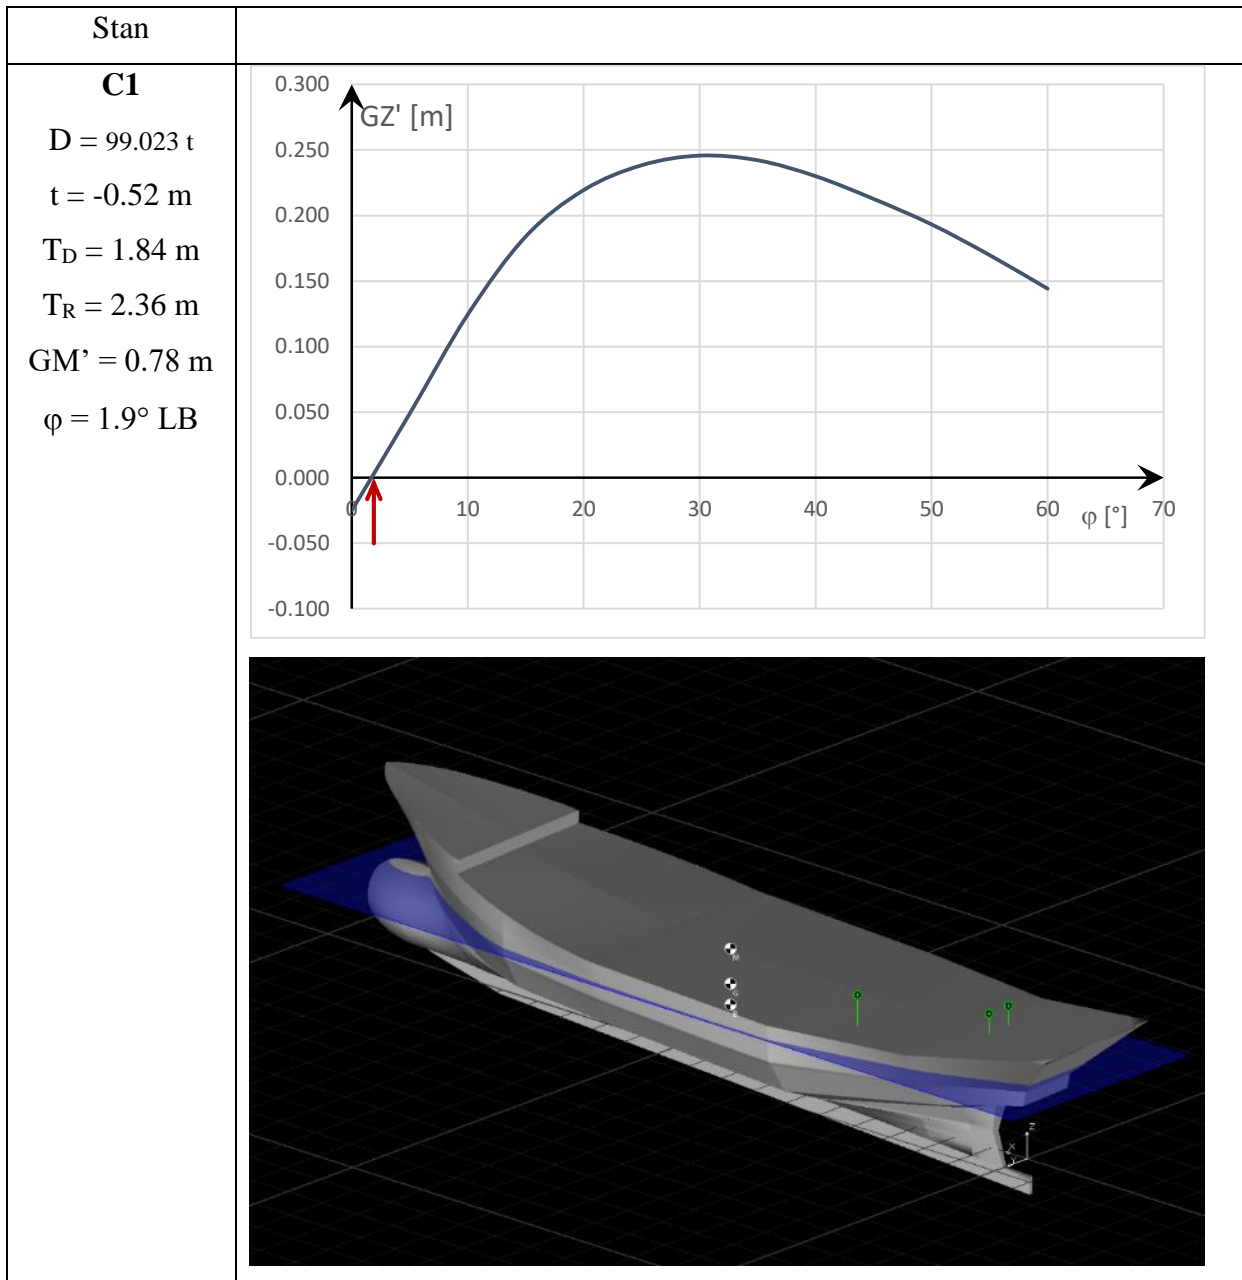 Stan
C1
D = 99.023 t
t = -0.52 m
T_D = 1.84 m
T_R = 2.36 m
GM’ = 0.78 m
φ = 1.9° LB
0.300
GZ' [m]
0.250
0.200
0.150
0.100
0.050
0.000
0 10 20 30 40 50 60 φ [°] 70
-0.050
-0.100
M
G
Z
X